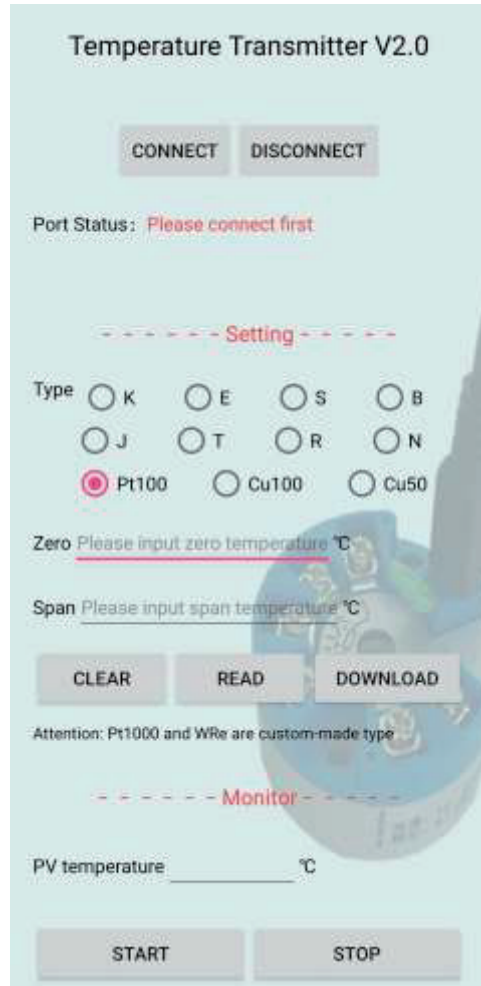 Temperature Transmitter V2.0
CONNECT DISCONNECT
Port Status: Please connect first
- - - - - - Setting - - - - -
Type K E S B
J T R N
Pt100 Cu100 Cu50
Zero Please input zero temperature ℃
Span Please input span temperature ℃
CLEAR READ DOWNLOAD
Attention: Pt1000 and WRe are custom-made type
- - - - - - Monitor - - - - -
PV temperature ℃
START STOP